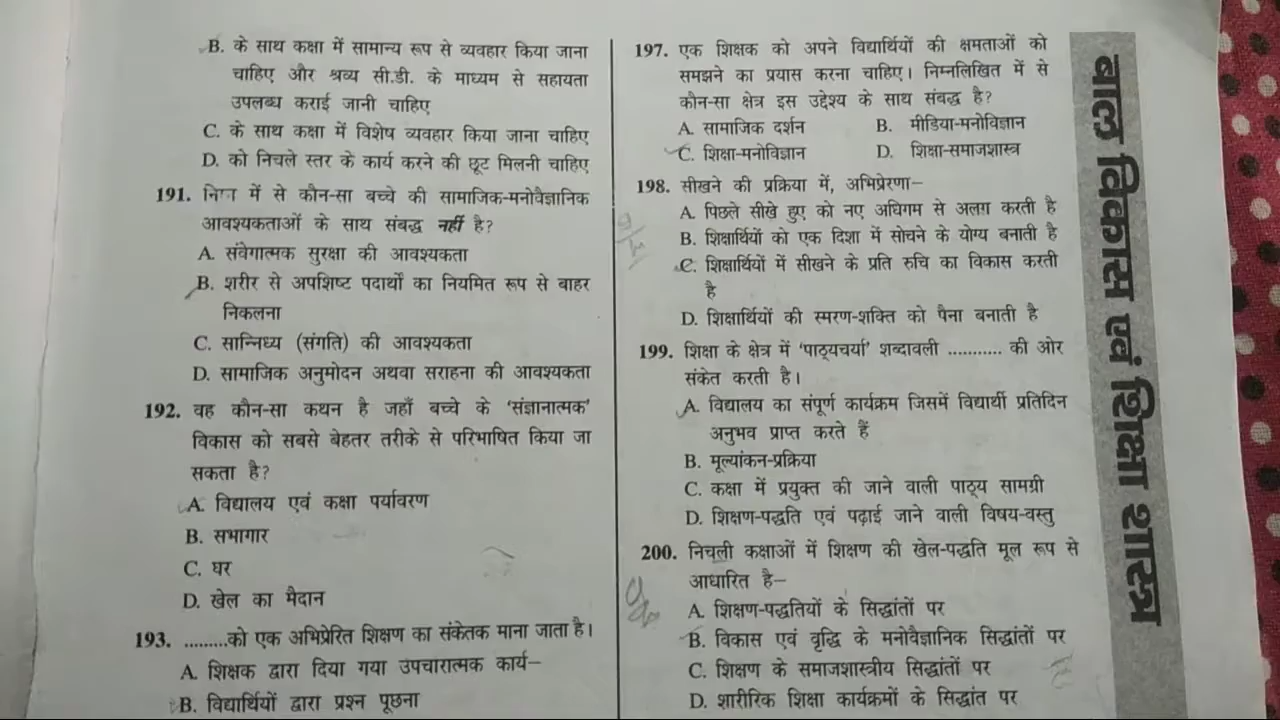 B. के साथ कक्षा में सामान्य रूप से व्यवहार किया जाना
चाहिए और श्रव्य सी.डी. के माध्यम से सहायता
उपलब्ध कराई जानी चाहिए
C. के साथ कक्षा में विशेष व्यवहार किया जाना चाहिए
D. को निचले स्तर के कार्य करने की छूट मिलनी चाहिए
191. निम्न में से कौन-सा बच्चे की सामाजिक-मनोवैज्ञानिक
आवश्यकताओं के साथ संबद्ध नहीं है?
A. संवेगात्मक सुरक्षा की आवश्यकता
B. शरीर से अपशिष्ट पदार्थों का नियमित रूप से बाहर
निकलना
C. सान्निध्य (संगति) की आवश्यकता
D. सामाजिक अनुमोदन अथवा सराहना की आवश्यकता
192. वह कौन-सा कथन है जहाँ बच्चे के 'संज्ञानात्मक'
विकास को सबसे बेहतर तरीके से परिभाषित किया जा
सकता है?
A. विद्यालय एवं कक्षा पर्यावरण
B. सभागार
C. घर
D. खेल का मैदान
193. .........को एक अभिप्रेरित शिक्षण का संकेतक माना जाता है।
A. शिक्षक द्वारा दिया गया उपचारात्मक कार्य–
B. विद्यार्थियों द्वारा प्रश्न पूछना
197. एक शिक्षक को अपने विद्यार्थियों की क्षमताओं को
समझने का प्रयास करना चाहिए। निम्नलिखित में से
कौन-सा क्षेत्र इस उद्देश्य के साथ संबद्ध है?
A. सामाजिक दर्शन B. मीडिया-मनोविज्ञान
C. शिक्षा-मनोविज्ञान D. शिक्षा-समाजशास्त्र
198. सीखने की प्रक्रिया में, अभिप्रेरणा–
A. पिछले सीखे हुए को नए अधिगम से अलग करती है
B. शिक्षार्थियों को एक दिशा में सोचने के योग्य बनाती है
C. शिक्षार्थियों में सीखने के प्रति रुचि का विकास करती
है
D. शिक्षार्थियों की स्मरण-शक्ति को पैना बनाती है
199. शिक्षा के क्षेत्र में 'पाठ्यचर्या' शब्दावली ........... की ओर
संकेत करती है।
A. विद्यालय का संपूर्ण कार्यक्रम जिसमें विद्यार्थी प्रतिदिन
अनुभव प्राप्त करते हैं
B. मूल्यांकन-प्रक्रिया
C. कक्षा में प्रयुक्त की जाने वाली पाठ्य सामग्री
D. शिक्षण-पद्धति एवं पढ़ाई जाने वाली विषय-वस्तु
200. निचली कक्षाओं में शिक्षण की खेल-पद्धति मूल रूप से
आधारित है–
A. शिक्षण-पद्धतियों के सिद्धांतों पर
B. विकास एवं वृद्धि के मनोवैज्ञानिक सिद्धांतों पर
C. शिक्षण के समाजशास्त्रीय सिद्धांतों पर
D. शारीरिक शिक्षा कार्यक्रमों के सिद्धांत पर
बाल विकास एवं शिक्षा शास्त्र